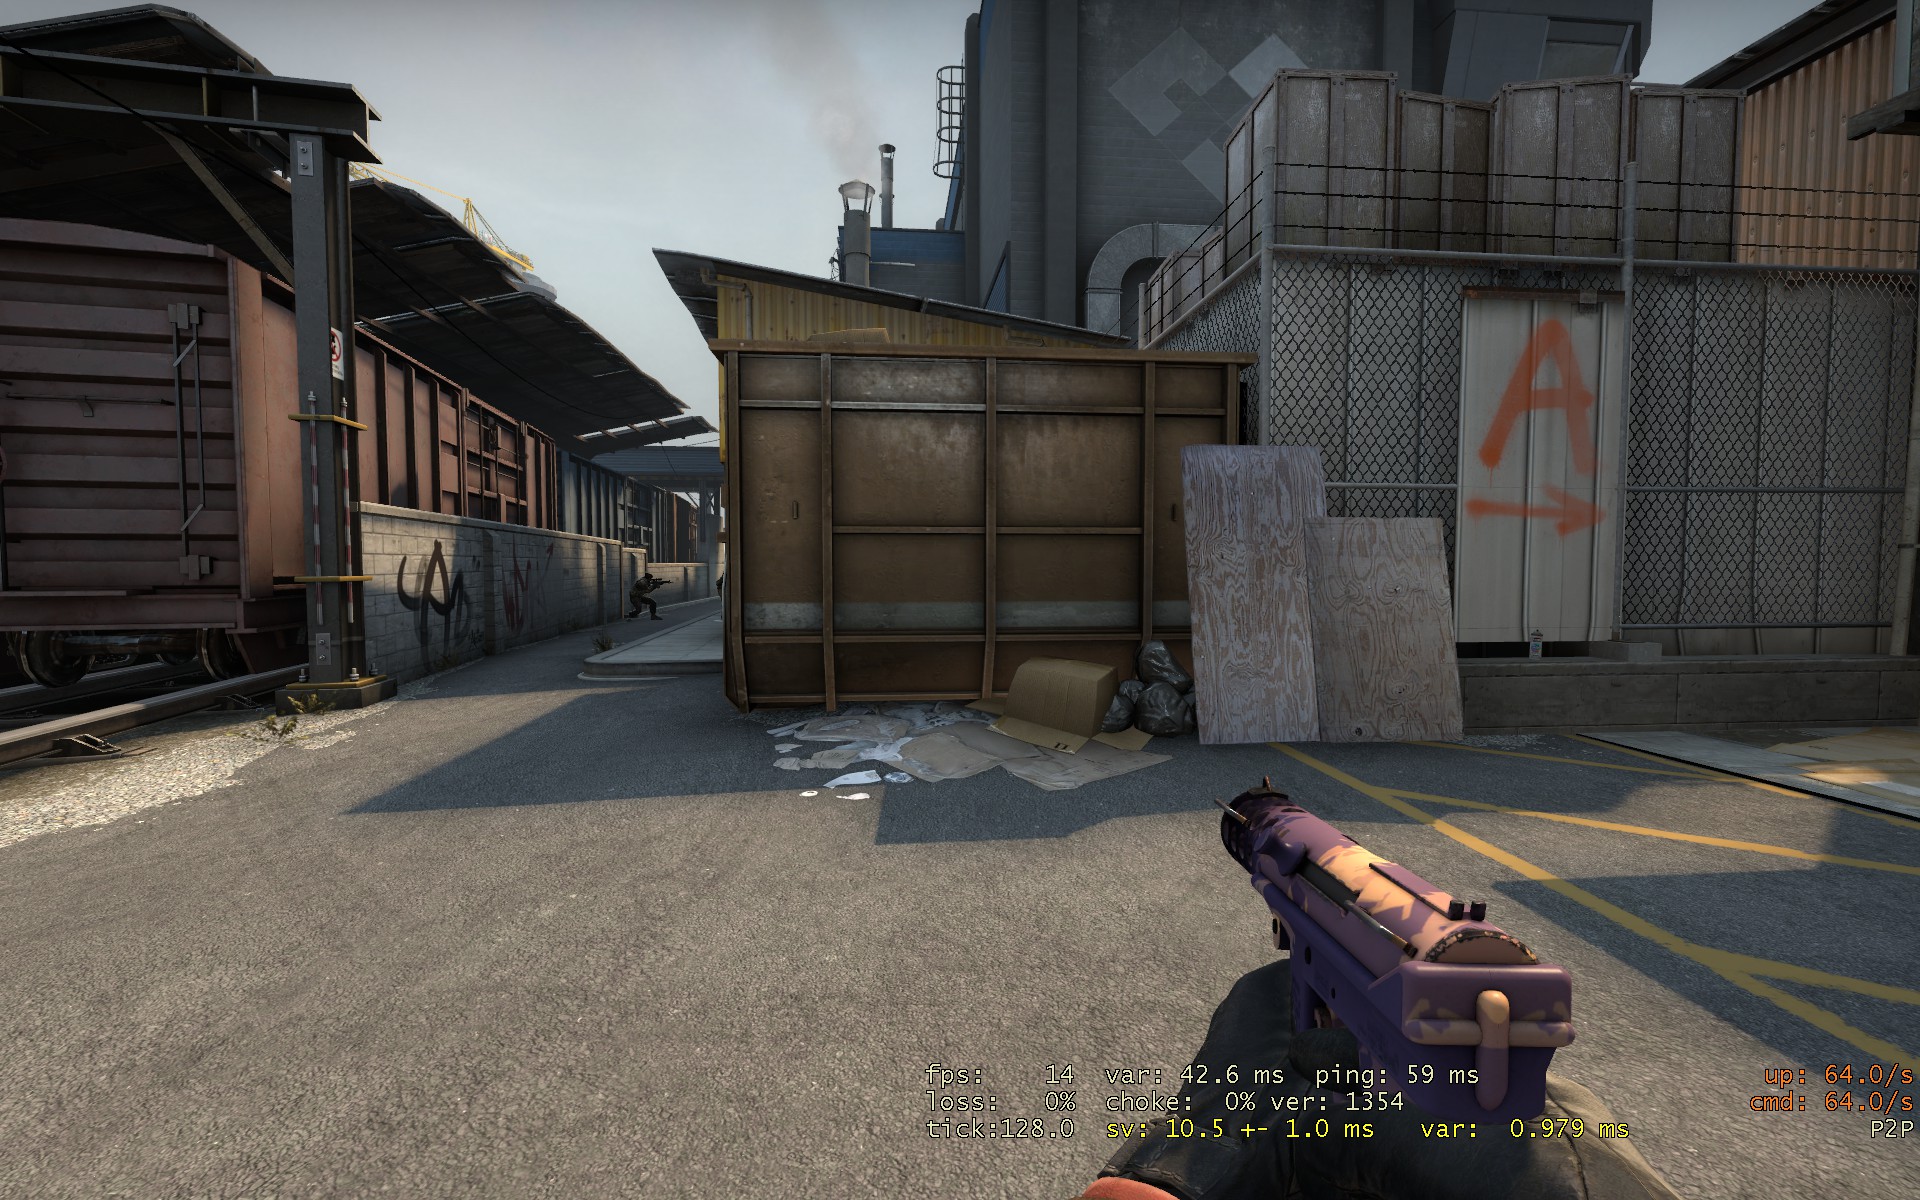 A
fps: 14 var: 42.6 ms ping: 59 ms up: 64.0/s
loss: 0% choke: 0% ver: 1354 cmd: 64.0/s
tick:128.0 sv: 10.5 +- 1.0 ms var: 0.979 ms P2P